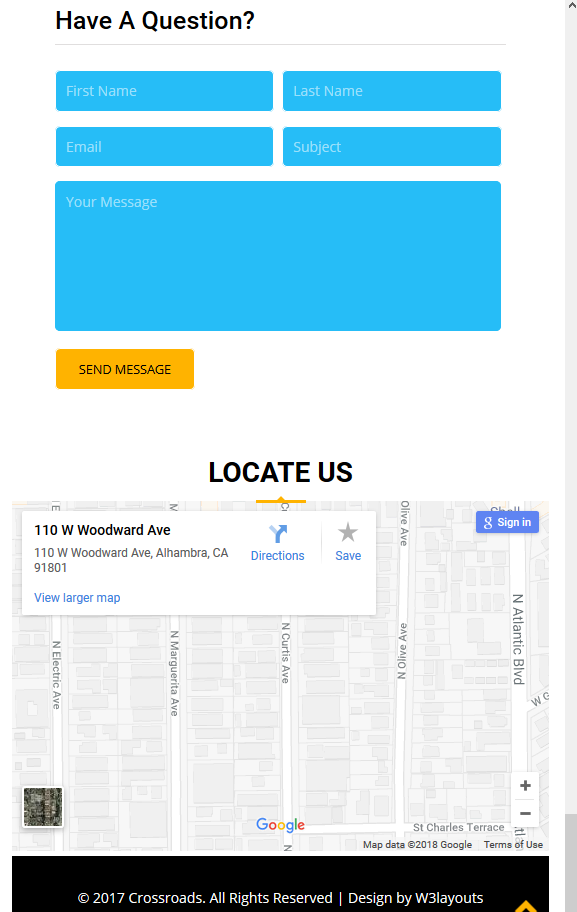 Have A Question?
First Name
Last Name
Email
Subject
Your Message
SEND MESSAGE
LOCATE US
110 W Woodward Ave
110 W Woodward Ave, Alhambra, CA
91801
View larger map
Directions
Save
Sign in
Olive Ave
N Electric Ave
N Marguerita Ave
N Curtis Ave
N Olive Ave
N Atlantic Blvd
W G
Google
St Charles Terrace
Map data ©2018 Google
Terms of Use
© 2017 Crossroads. All Rights Reserved | Design by W3layouts